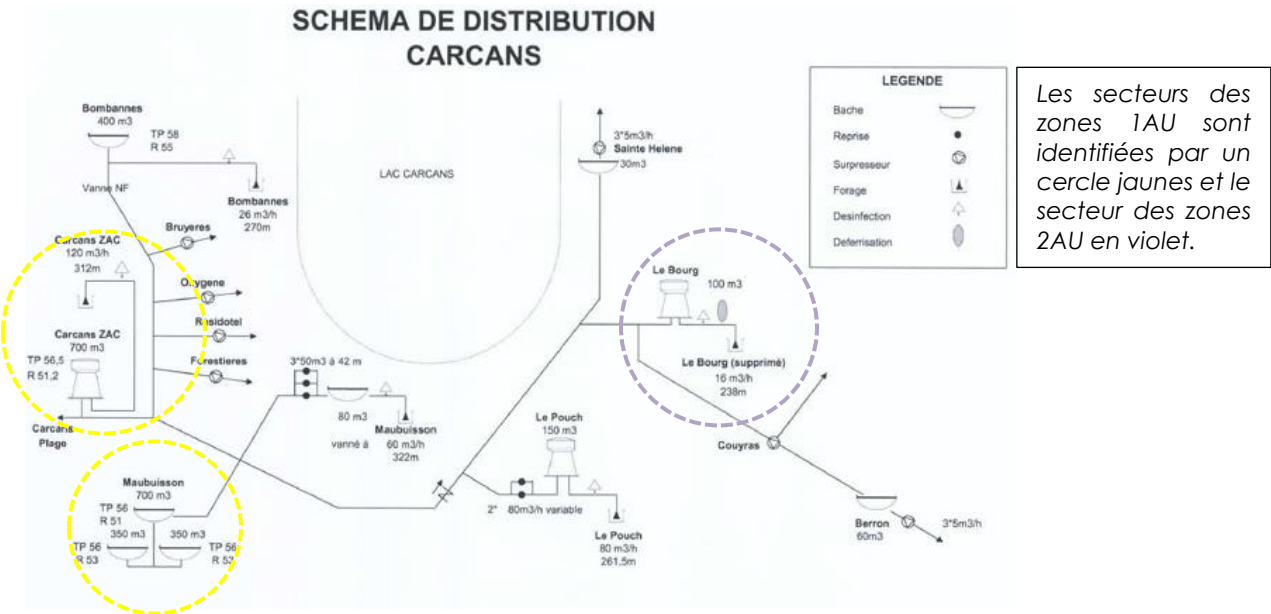 SCHEMA DE DISTRIBUTION
CARCANS
LEGENDE
Bache
Reprise
Surpresseur
Forage
Desinfection
Deferrisation
Les secteurs des
zones 1AU sont
identifiées par un
cercle jaunes et le
secteur des zones
2AU en violet.
Bombannes
400 m3
TP 58
R 55
Vanne NF
Bombannes
26 m3/h
270m
LAC CARCANS
3*5m3/h
Sainte Helene
30m3
Carcans ZAC
120 m3/h
312m
Bruyeres
Oxygene
Residotel
Forestieres
Carcans ZAC
700 m3
TP 56,5
R 51,2
Carcans
Plage
3*50m3 à 42 m
80 m3
vanné à
Maubuisson
60 m3/h
322m
Le Bourg
100 m3
Le Bourg (supprimé)
16 m3/h
238m
Couyras
Le Pouch
150 m3
2* 80m3/h variable
Le Pouch
80 m3/h
261,5m
Berron
60m3
3*5m3/h
Maubuisson
700 m3
TP 56
R 51
350 m3
350 m3
TP 56
R 53
TP 56
R 53